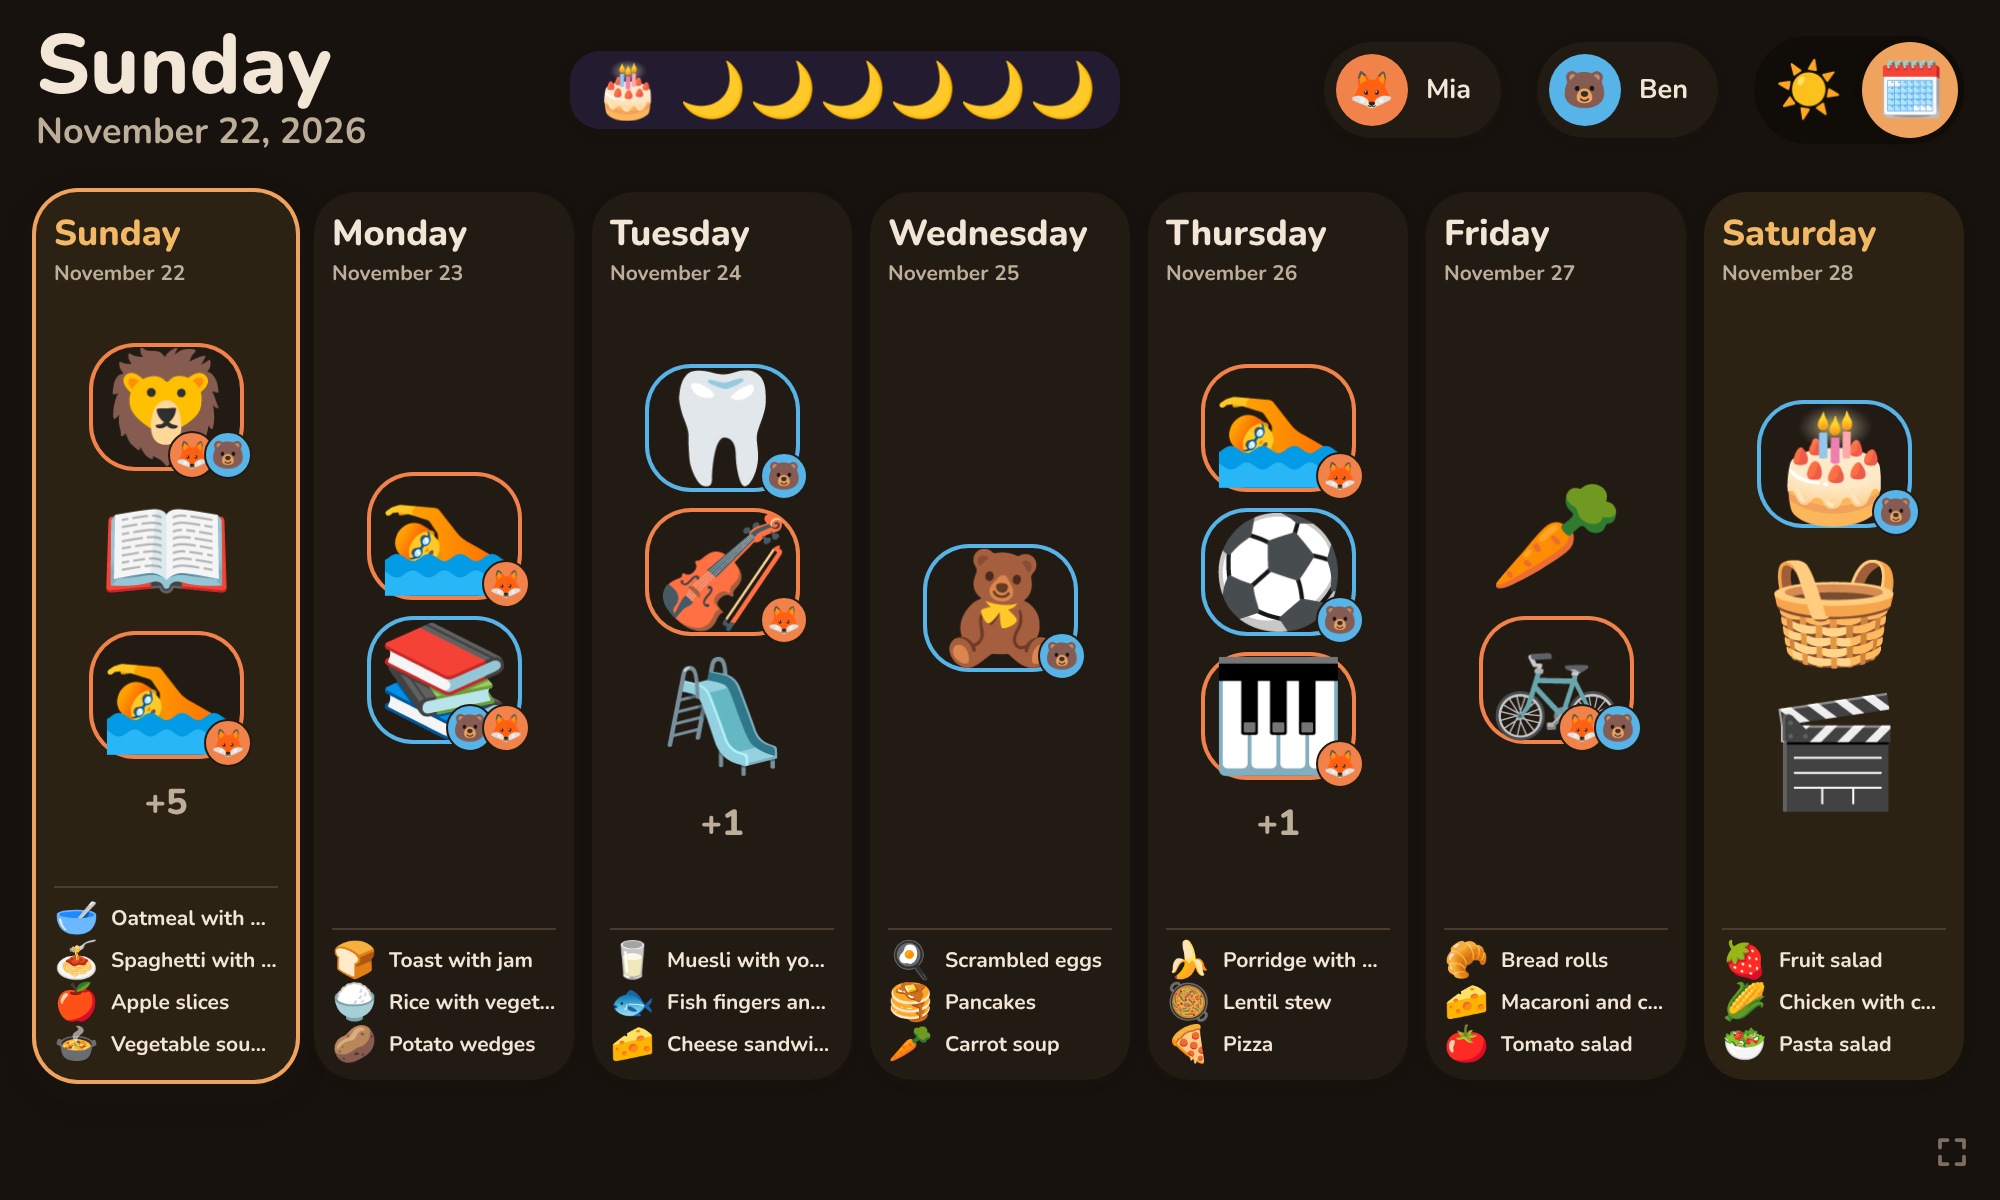 Sunday
November 22, 2026
Mia
Ben
Sunday
November 22
+5
Oatmeal with ...
Spaghetti with ...
Apple slices
Vegetable sou...
Monday
November 23
Toast with jam
Rice with veget...
Potato wedges
Tuesday
November 24
+1
Muesli with yo...
Fish fingers an...
Cheese sandwi...
Wednesday
November 25
Scrambled eggs
Pancakes
Carrot soup
Thursday
November 26
+1
Porridge with ...
Lentil stew
Pizza
Friday
November 27
Bread rolls
Macaroni and c...
Tomato salad
Saturday
November 28
Fruit salad
Chicken with c...
Pasta salad